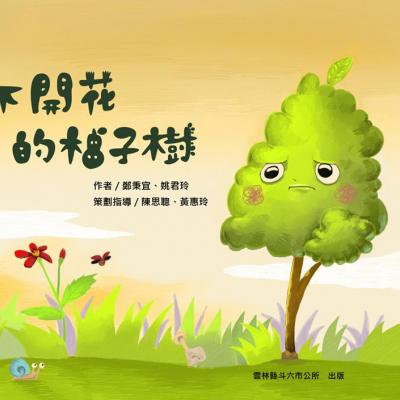 不開花
的柚子樹
作者 / 鄭秉宜、姚君玲
策劃指導 / 陳思聰、黃惠玲
雲林縣斗六市公所　出版